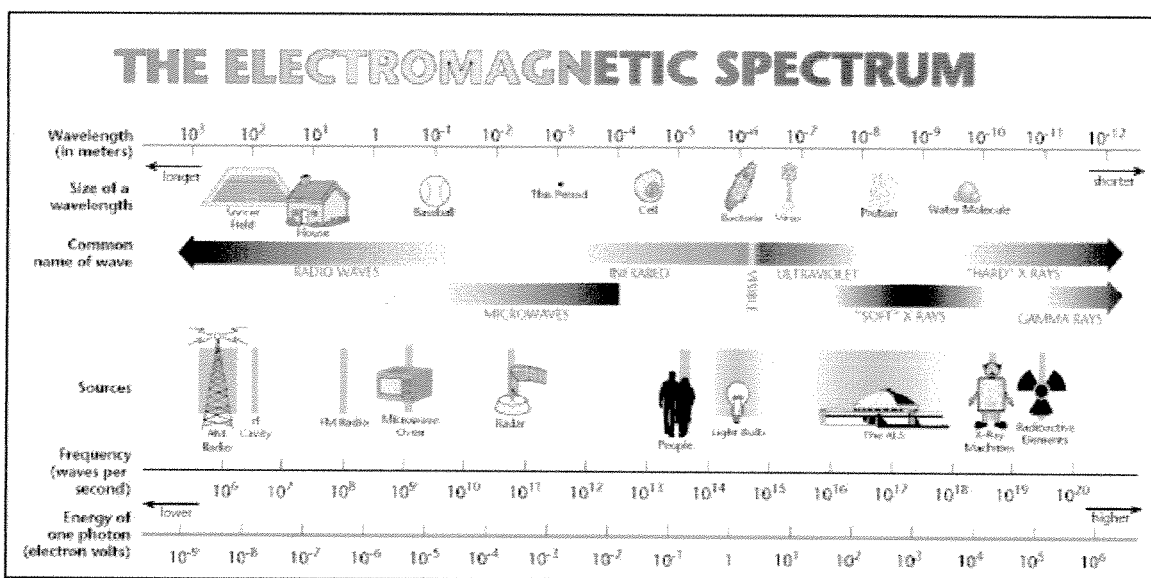 THE ELECTROMAGNETIC SPECTRUM
Wavelength (in meters)
10³ 10² 10¹ 1 10⁻¹ 10⁻² 10⁻³ 10⁻⁴ 10⁻⁵ 10⁻⁶ 10⁻⁷ 10⁻⁸ 10⁻⁹ 10⁻¹⁰ 10⁻¹¹ 10⁻¹²
longer
shorter
Size of a wavelength
Soccer Field
House
Baseball
This Period
Cell
Bacteria
Virus
Protein
Water Molecule
Common name of wave
RADIO WAVES
INFRARED
VISIBLE
ULTRAVIOLET
"HARD" X RAYS
MICROWAVES
"SOFT" X RAYS
GAMMA RAYS
Sources
AM Radio
rf Cavity
FM Radio
Microwave Oven
Radar
People
Light Bulb
The ALS
X-Ray Machines
Radioactive Elements
Frequency (waves per second)
10⁶ 10⁷ 10⁸ 10⁹ 10¹⁰ 10¹¹ 10¹² 10¹³ 10¹⁴ 10¹⁵ 10¹⁶ 10¹⁷ 10¹⁸ 10¹⁹ 10²⁰
lower
higher
Energy of one photon (electron volts)
10⁻⁹ 10⁻⁸ 10⁻⁷ 10⁻⁶ 10⁻⁵ 10⁻⁴ 10⁻³ 10⁻² 10⁻¹ 1 10¹ 10² 10³ 10⁴ 10⁵ 10⁶